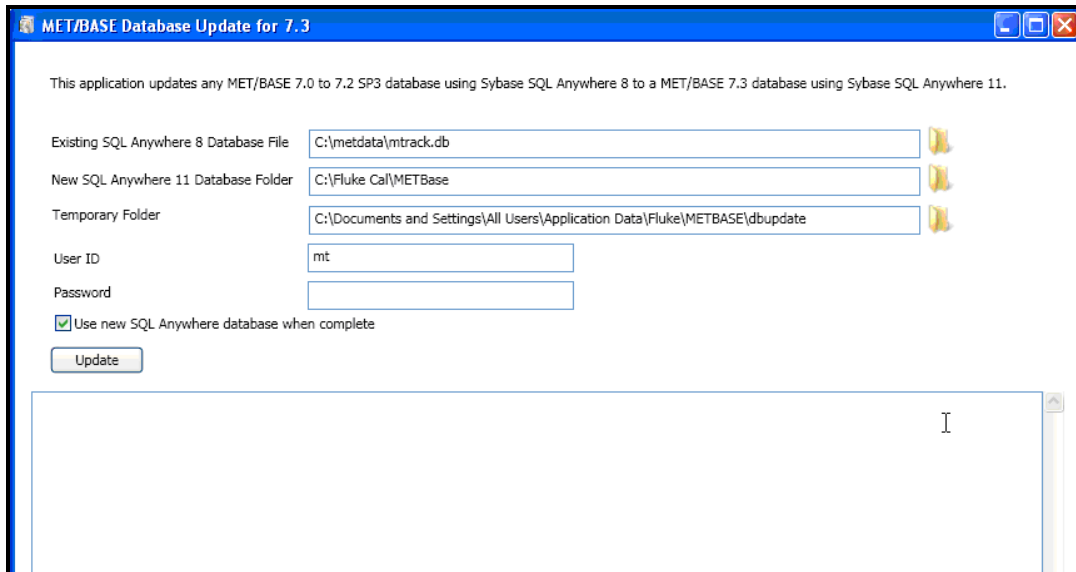 MET/BASE Database Update for 7.3
This application updates any MET/BASE 7.0 to 7.2 SP3 database using Sybase SQL Anywhere 8 to a MET/BASE 7.3 database using Sybase SQL Anywhere 11.
Existing SQL Anywhere 8 Database File C:\metdata\mtrack.db
New SQL Anywhere 11 Database Folder C:\Fluke Cal\METBase
Temporary Folder C:\Documents and Settings\All Users\Application Data\Fluke\METBASE\dbupdate
User ID mt
Password
Use new SQL Anywhere database when complete
Update